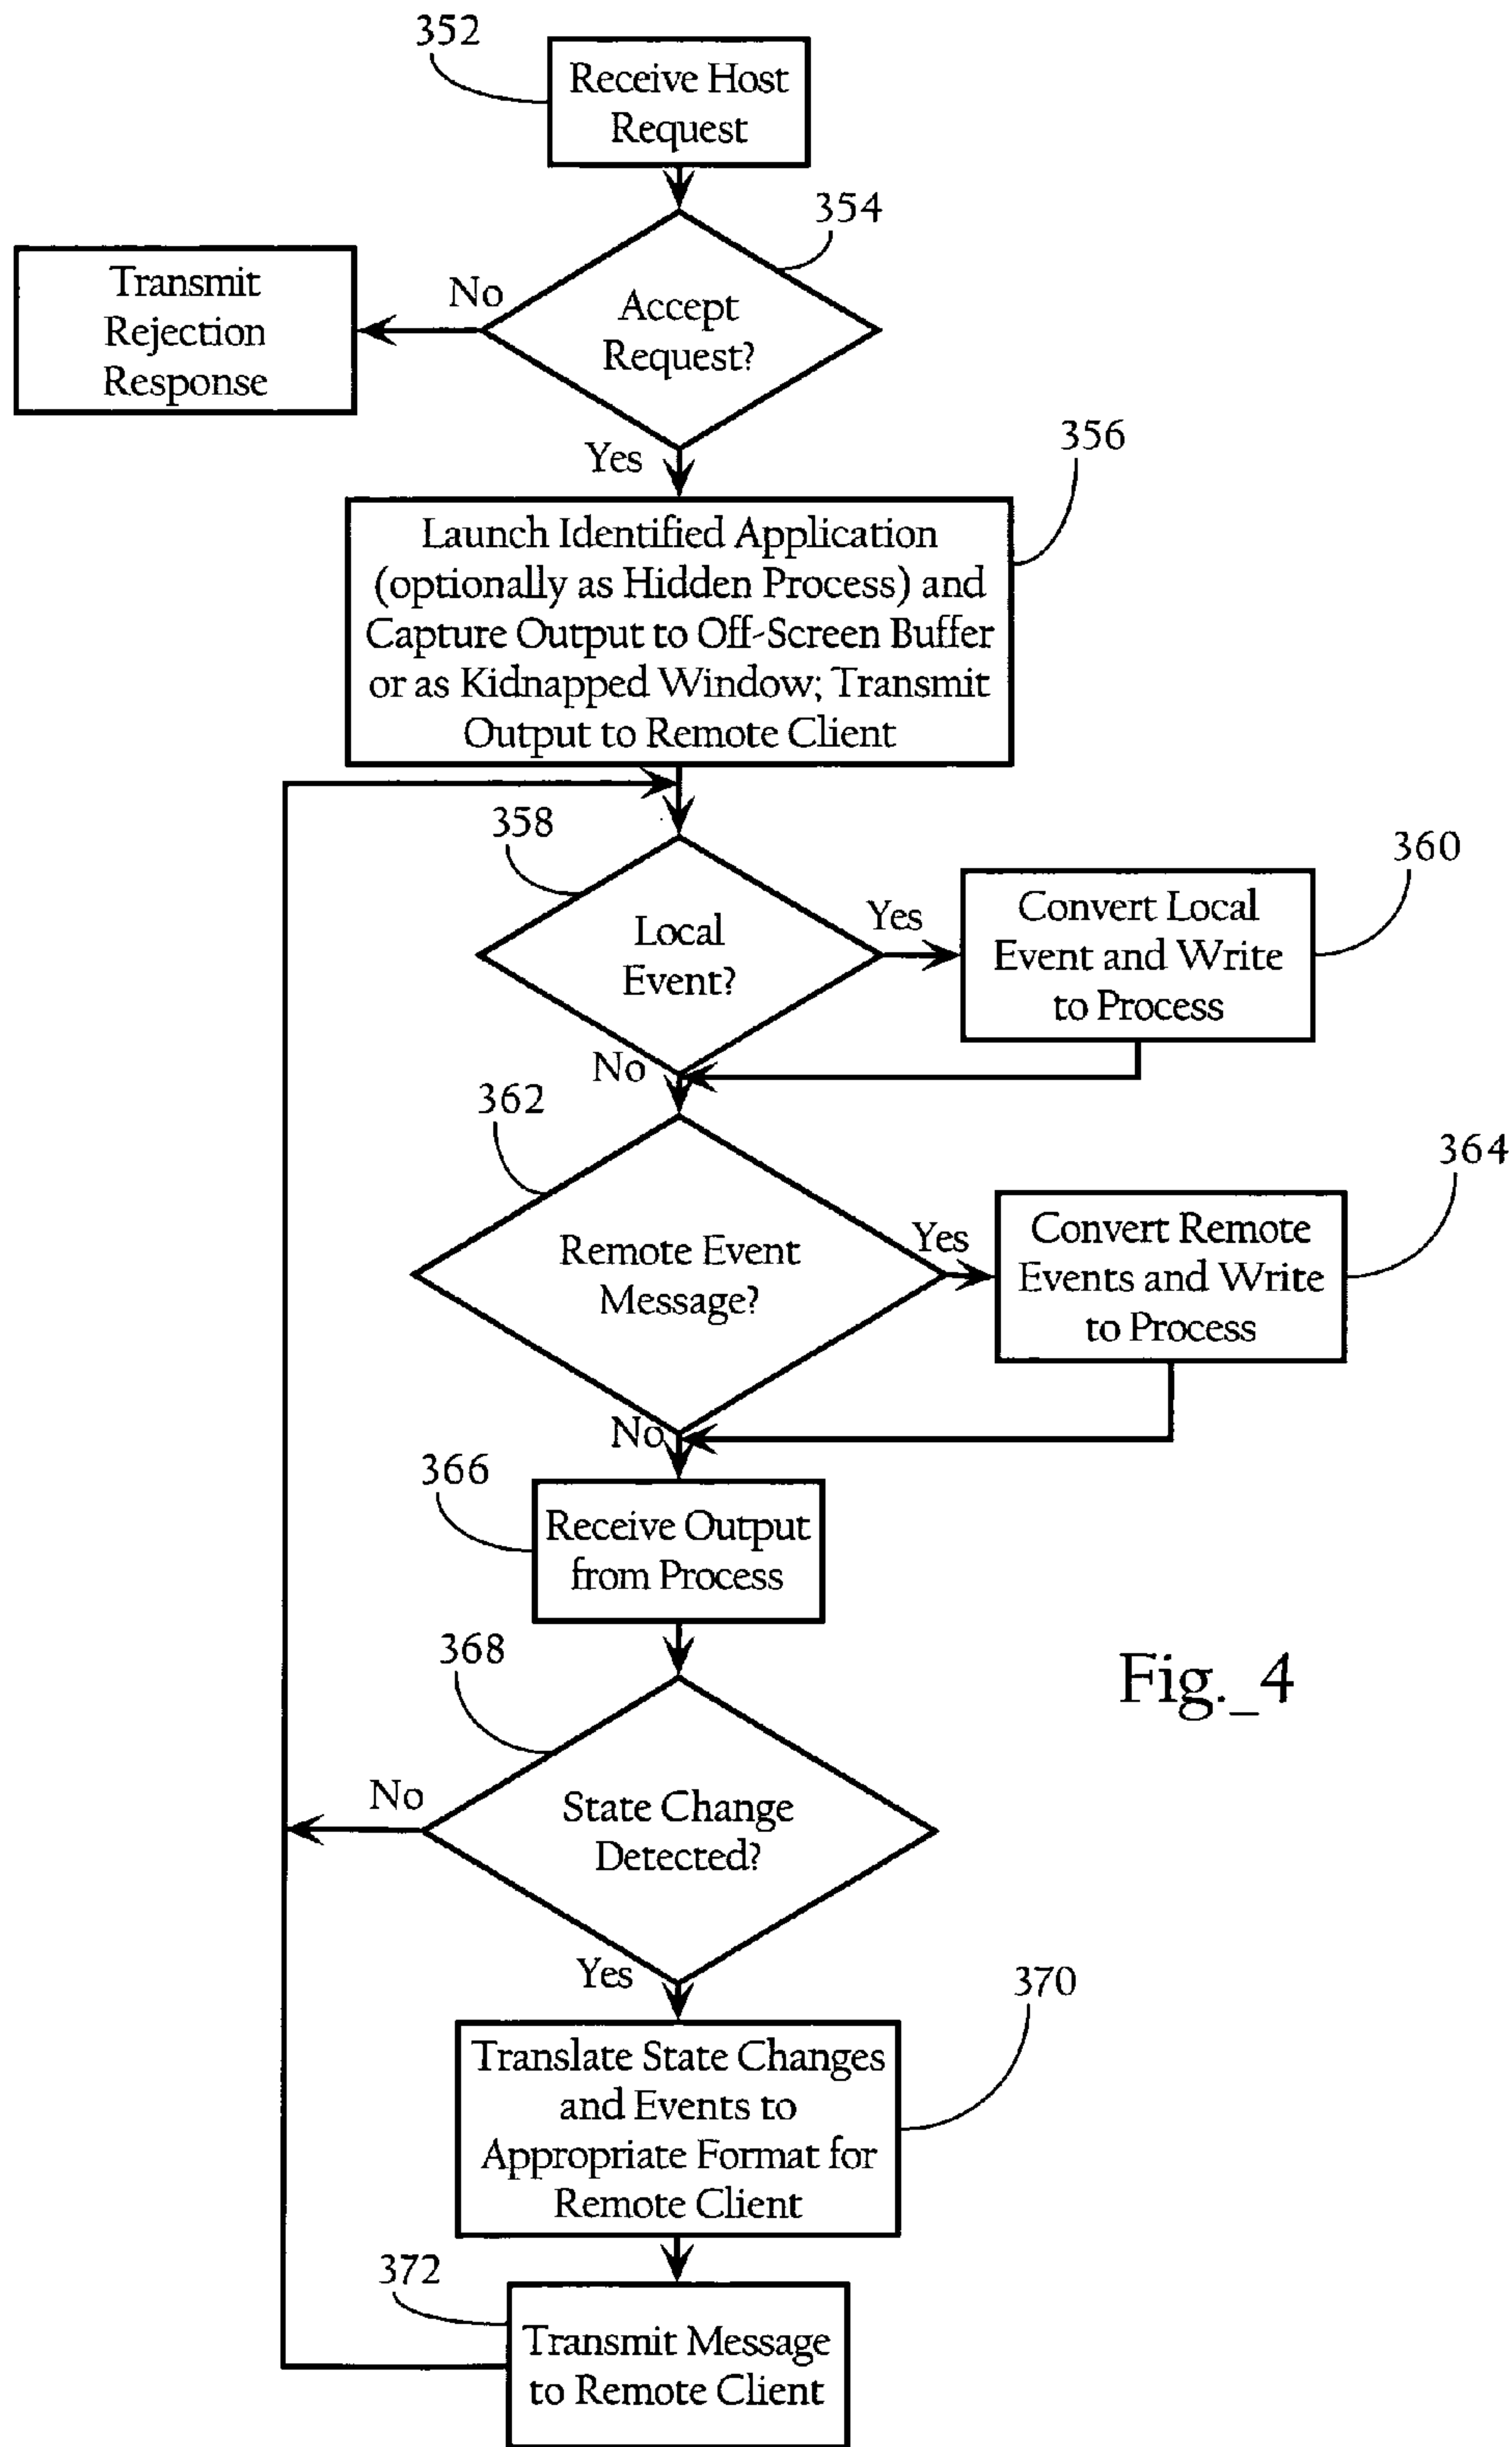 352
Receive Host
Request
354
Accept
Request?
No
Transmit
Rejection
Response
Yes
356
Launch Identified Application
(optionally as Hidden Process) and
Capture Output to Off-Screen Buffer
or as Kidnapped Window; Transmit
Output to Remote Client
358
Local
Event?
Yes
360
Convert Local
Event and Write
to Process
No
362
Remote Event
Message?
Yes
364
Convert Remote
Events and Write
to Process
No
366
Receive Output
from Process
368
State Change
Detected?
No
Fig._4
Yes
370
Translate State Changes
and Events to
Appropriate Format for
Remote Client
372
Transmit Message
to Remote Client